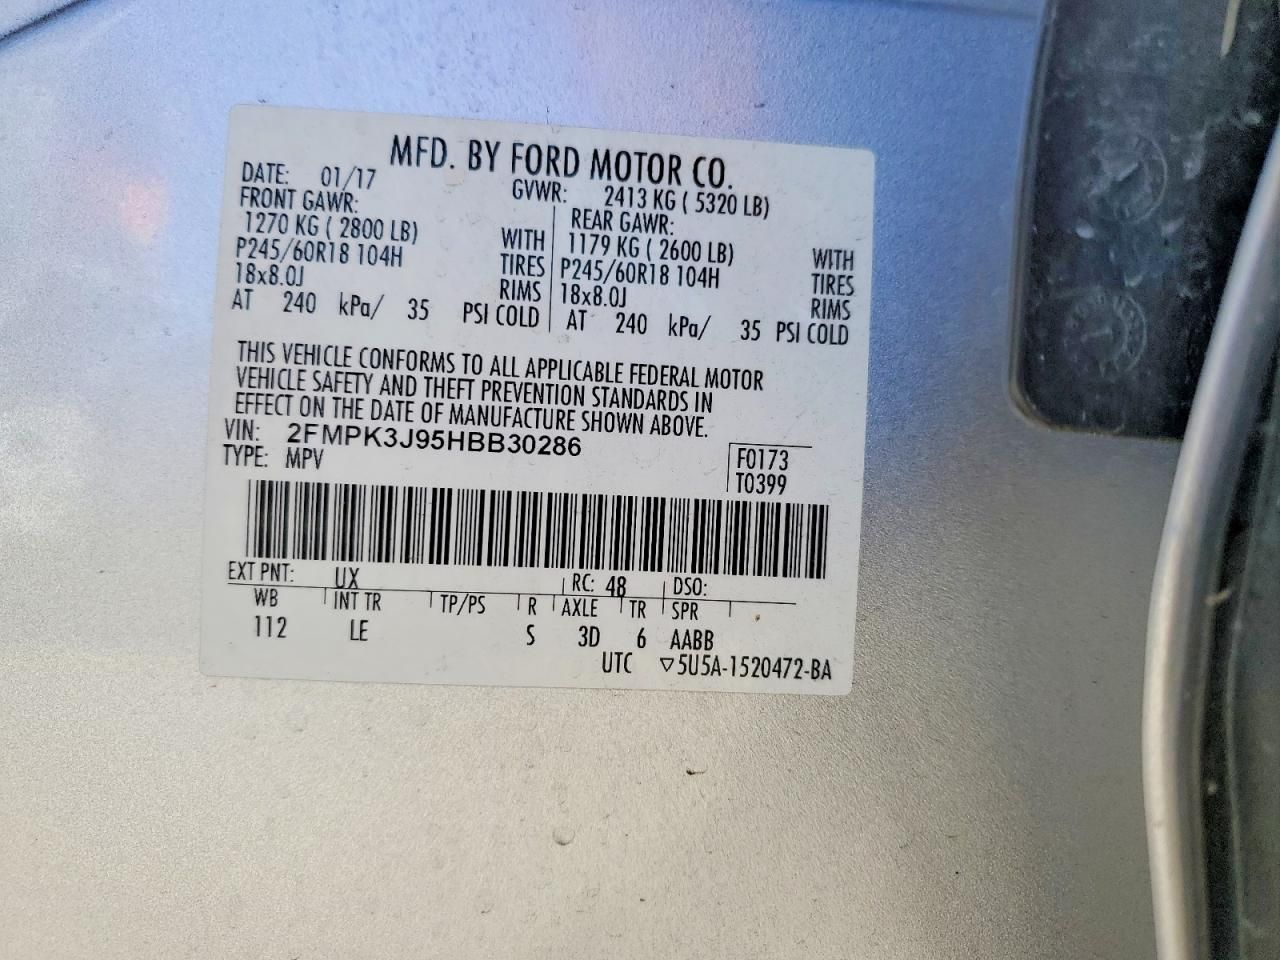 MFD. BY FORD MOTOR CO.
DATE: 01/17 GVWR: 2413 KG ( 5320 LB)
FRONT GAWR: REAR GAWR:
1270 KG ( 2800 LB) WITH 1179 KG ( 2600 LB) WITH
P245/60R18 104H TIRES P245/60R18 104H TIRES
18x8.0J RIMS 18x8.0J RIMS
AT 240 kPa/ 35 PSI COLD AT 240 kPa/ 35 PSI COLD
THIS VEHICLE CONFORMS TO ALL APPLICABLE FEDERAL MOTOR
VEHICLE SAFETY AND THEFT PREVENTION STANDARDS IN
EFFECT ON THE DATE OF MANUFACTURE SHOWN ABOVE.
VIN: 2FMPK3J95HBB30286
TYPE: MPV F0173
T0399
EXT PNT: UX RC: 48 DSO:
WB INT TR TP/PS R AXLE TR SPR
112 LE S 3D 6 AABB
UTC ▽5U5A-1520472-BA